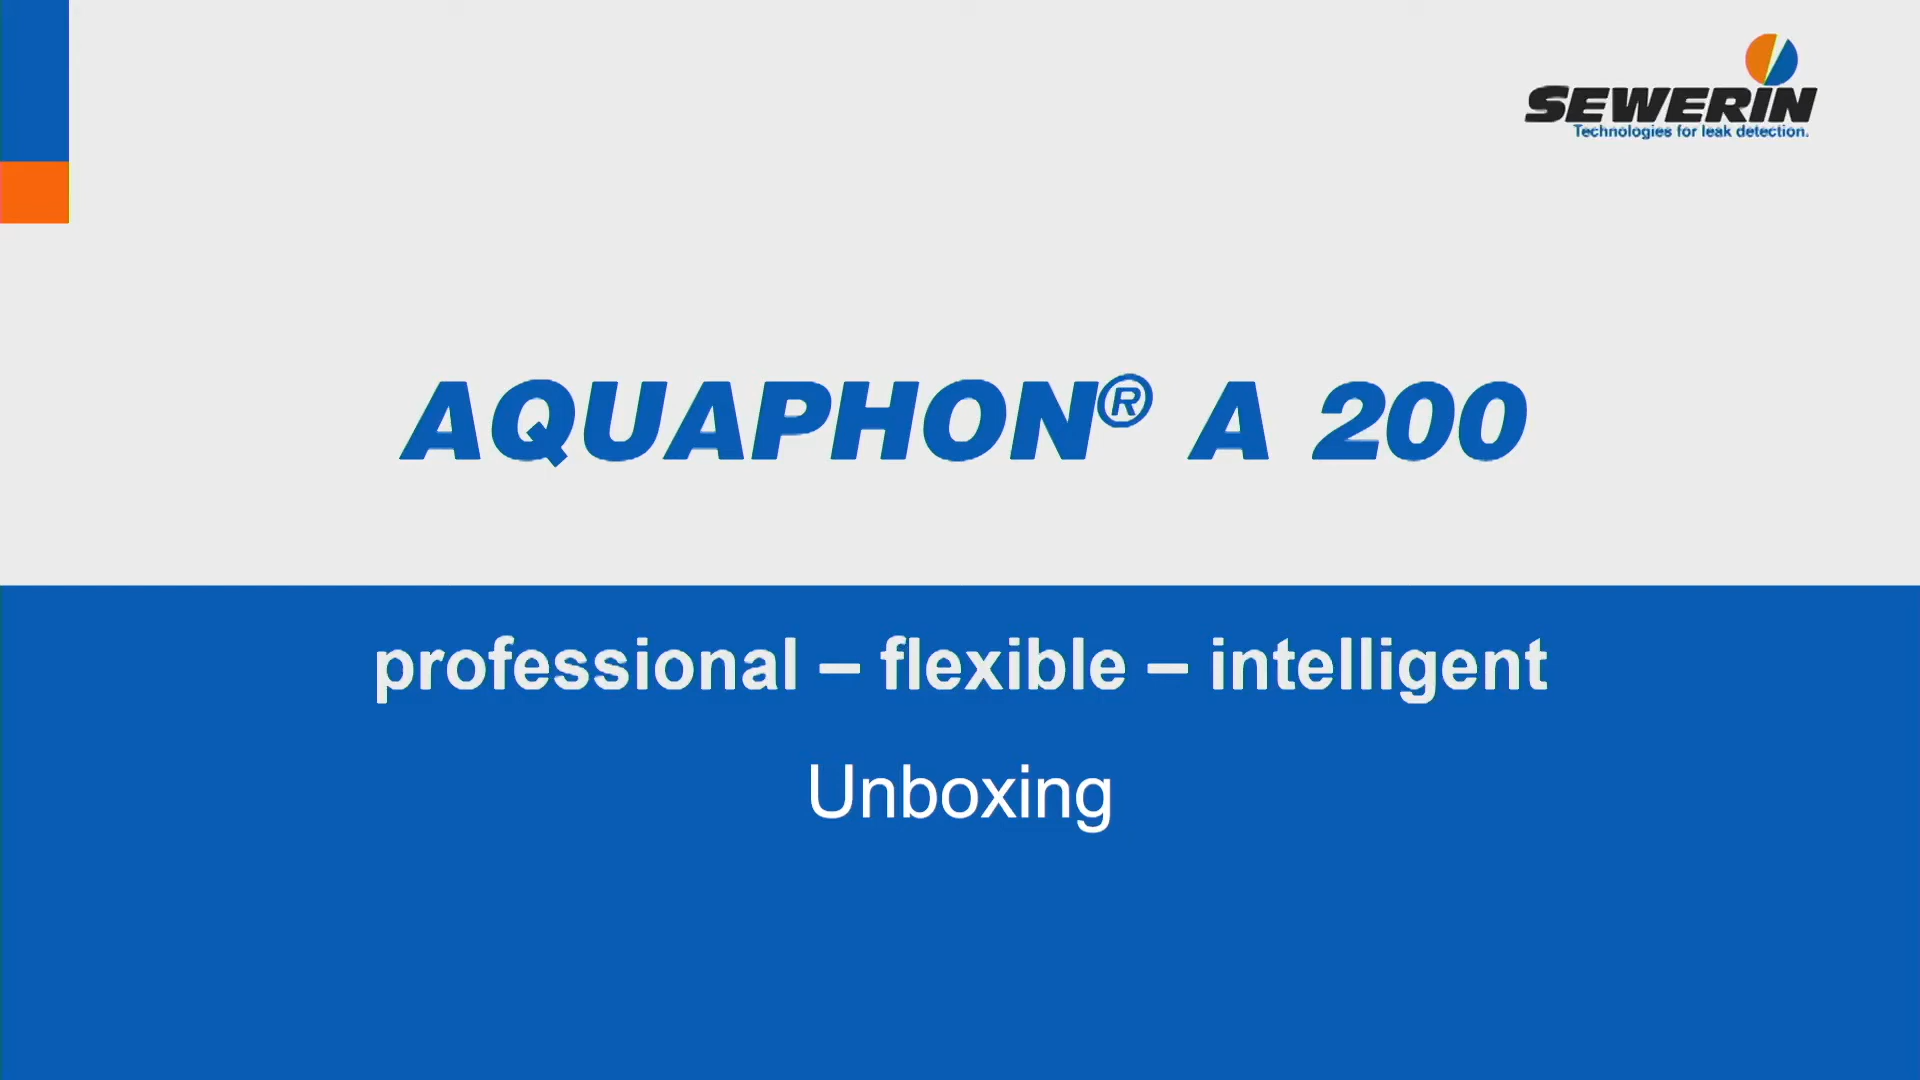 SEWERIN
Technologies for leak detection.
AQUAPHON® A 200
professional – flexible – intelligent
Unboxing